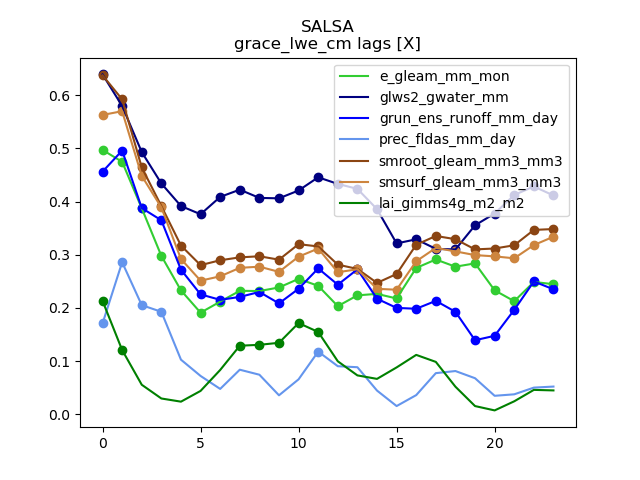 SALSA
grace_lwe_cm lags [X]
e_gleam_mm_mon
glws2_gwater_mm
grun_ens_runoff_mm_day
prec_fldas_mm_day
smroot_gleam_mm3_mm3
smsurf_gleam_mm3_mm3
lai_gimms4g_m2_m2
0.6
0.5
0.4
0.3
0.2
0.1
0.0
0 5 10 15 20